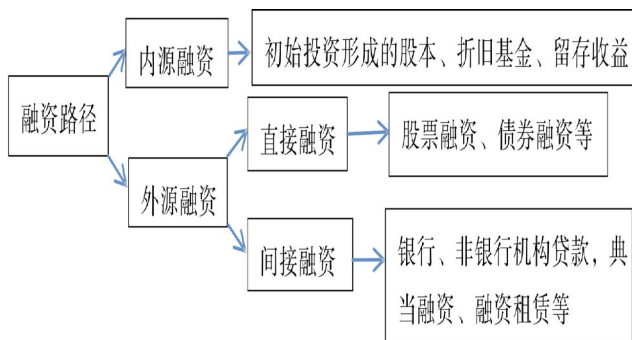 融资路径
内源融资
初始投资形成的股本、折旧基金、留存收益
外源融资
直接融资
股票融资、债券融资等
间接融资
银行、非银行机构贷款，典
当融资、融资租赁等